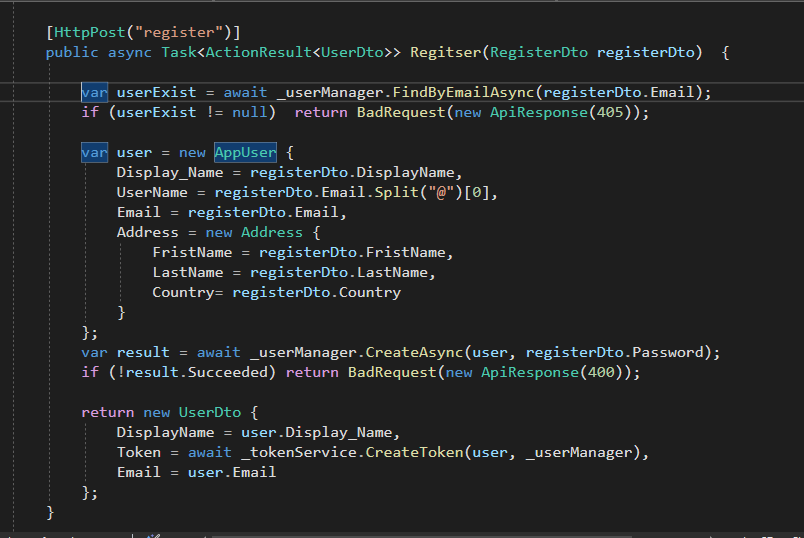 [HttpPost("register")]
public async Task<ActionResult<UserDto>> Regitser(RegisterDto registerDto)  {
var userExist = await _userManager.FindByEmailAsync(registerDto.Email);
if (userExist != null)  return BadRequest(new ApiResponse(405));
var user = new AppUser {
Display_Name = registerDto.DisplayName,
UserName = registerDto.Email.Split("@")[0],
Email = registerDto.Email,
Address = new Address {
FristName = registerDto.FristName,
LastName = registerDto.LastName,
Country= registerDto.Country
}
};
var result = await _userManager.CreateAsync(user, registerDto.Password);
if (!result.Succeeded) return BadRequest(new ApiResponse(400));
return new UserDto {
DisplayName = user.Display_Name,
Token = await _tokenService.CreateToken(user, _userManager),
Email = user.Email
};
}